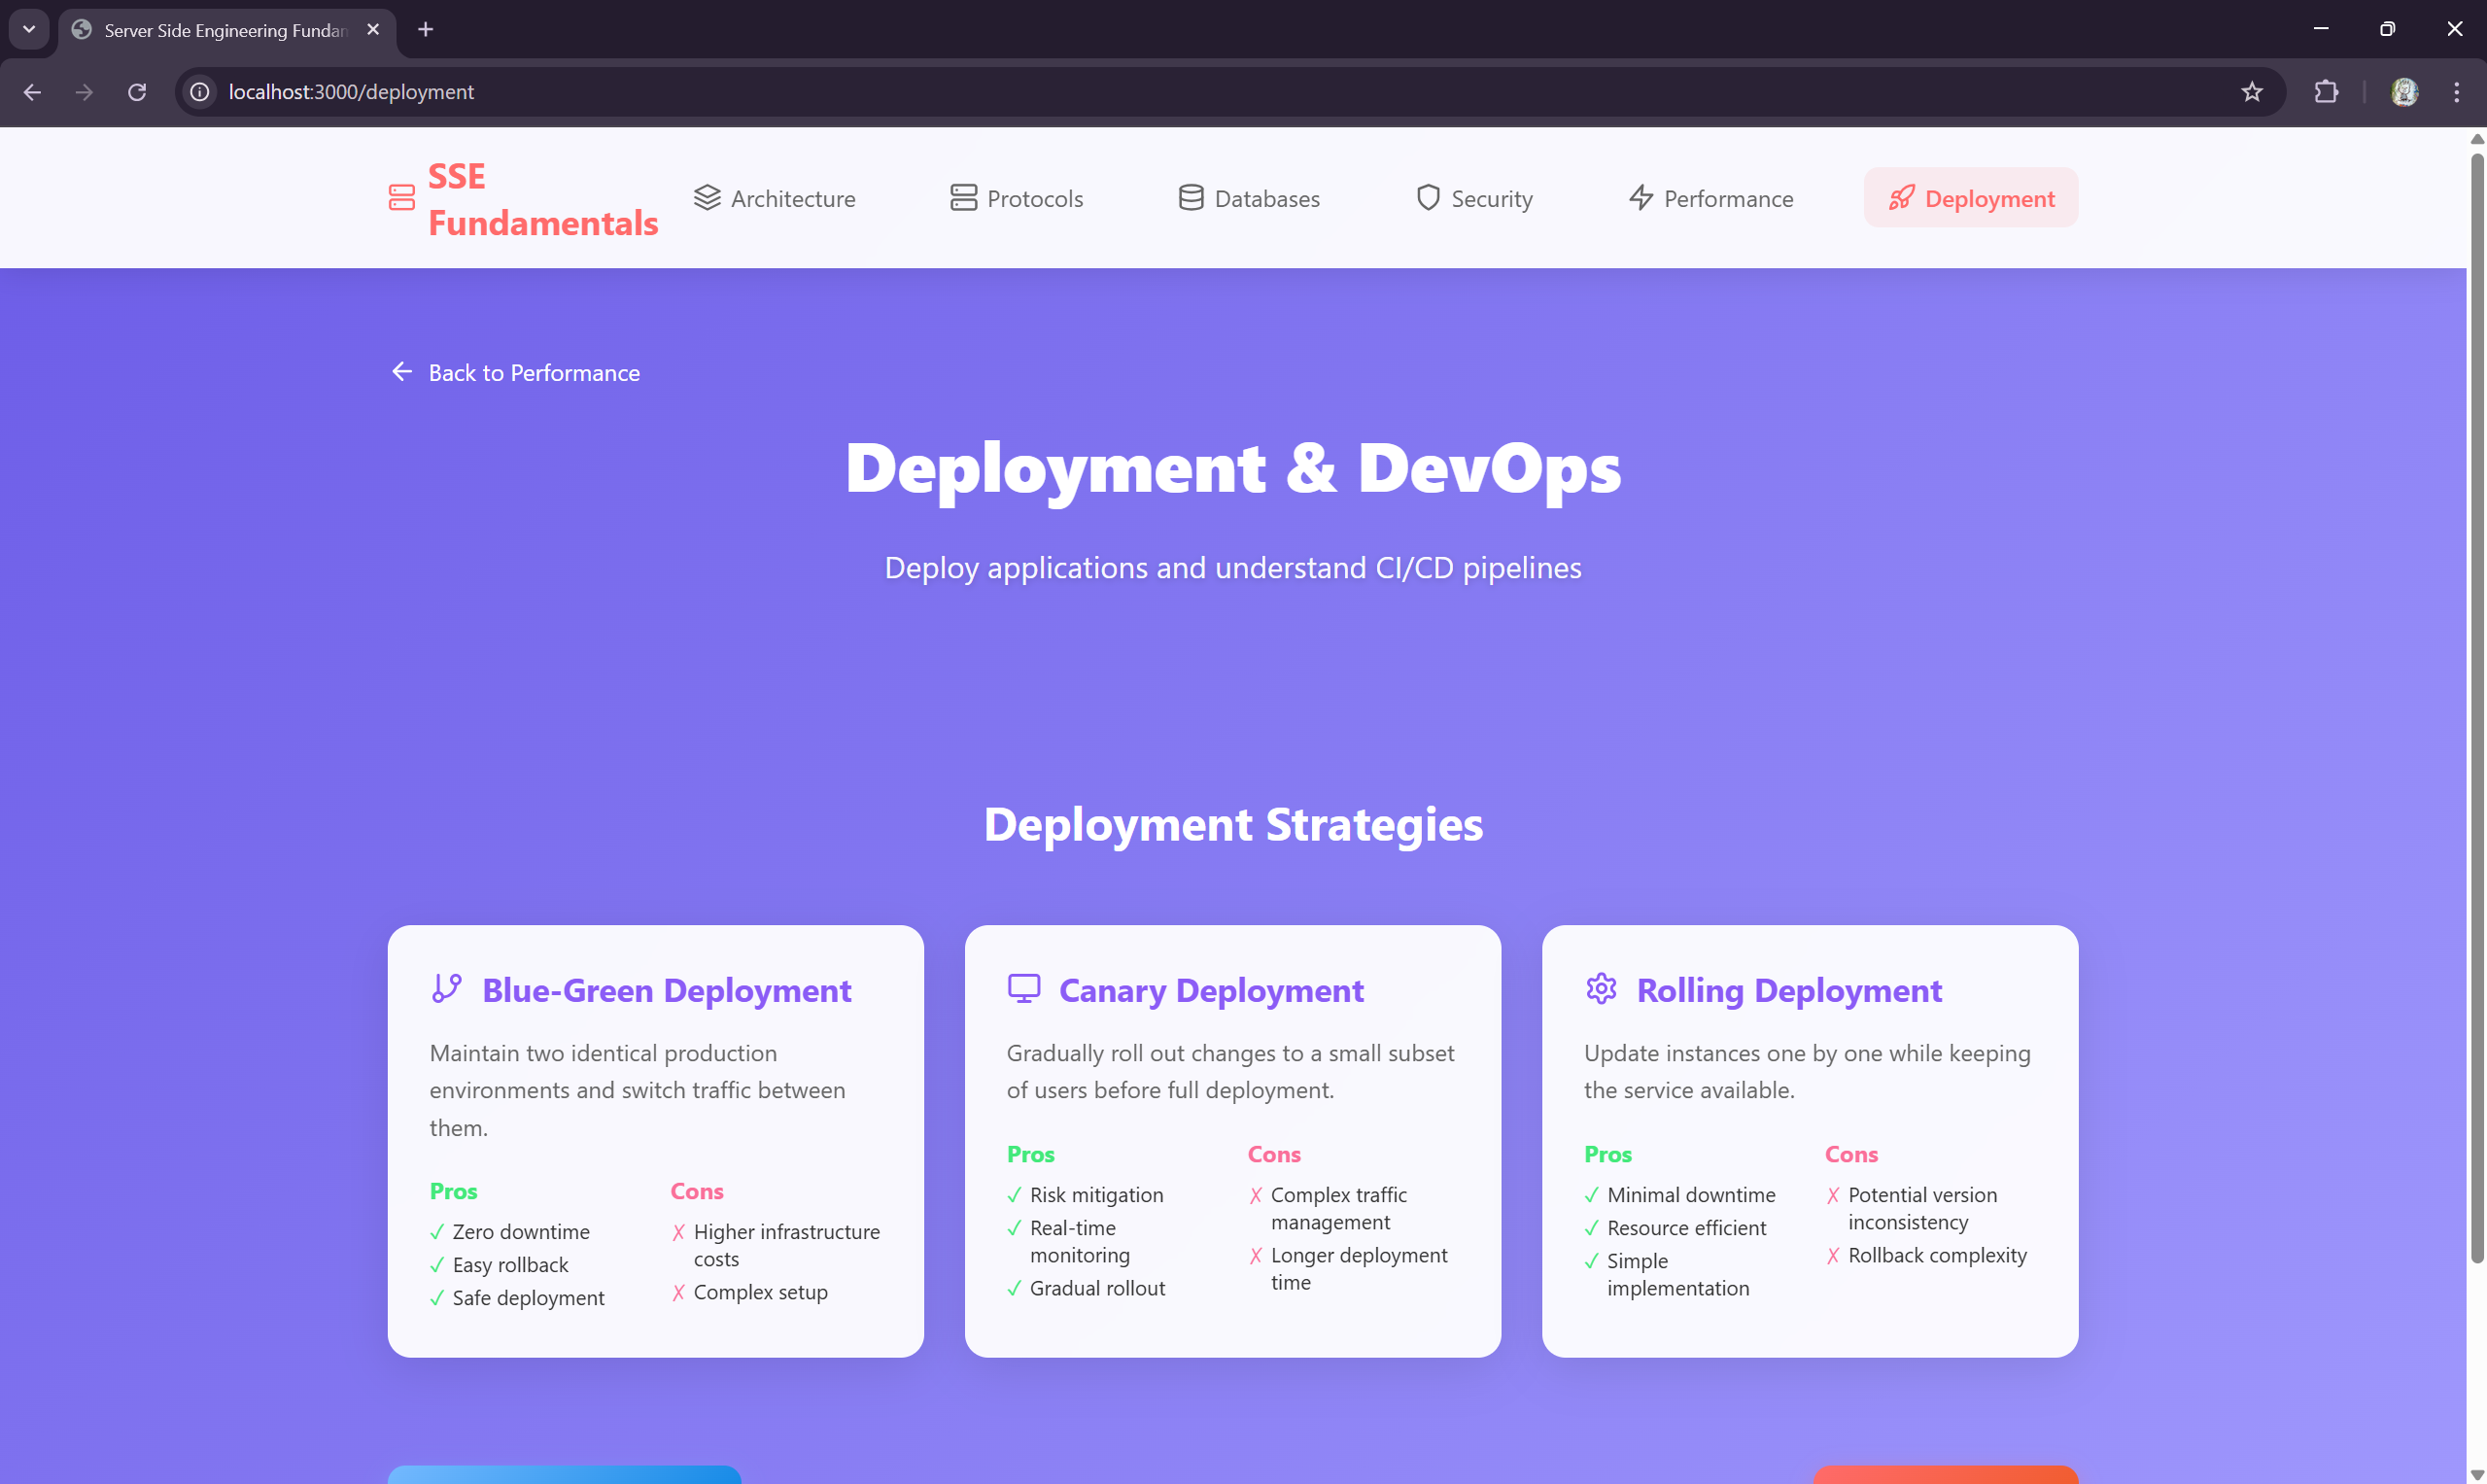 Server Side Engineering Fundam
localhost:3000/deployment
SSE
Fundamentals
Architecture
Protocols
Databases
Security
Performance
Deployment
Back to Performance
Deployment & DevOps
Deploy applications and understand CI/CD pipelines
Deployment Strategies
Blue-Green Deployment
Maintain two identical production
environments and switch traffic between
them.
Pros
✓ Zero downtime
✓ Easy rollback
✓ Safe deployment
Cons
✗ Higher infrastructure
costs
✗ Complex setup
Canary Deployment
Gradually roll out changes to a small subset
of users before full deployment.
Pros
✓ Risk mitigation
✓ Real-time
monitoring
✓ Gradual rollout
Cons
✗ Complex traffic
management
✗ Longer deployment
time
Rolling Deployment
Update instances one by one while keeping
the service available.
Pros
✓ Minimal downtime
✓ Resource efficient
✓ Simple
implementation
Cons
✗ Potential version
inconsistency
✗ Rollback complexity